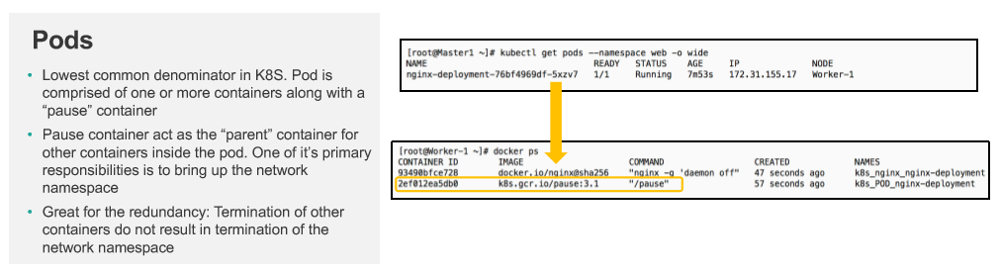 Pods
• Lowest common denominator in K8S. Pod is
comprised of one or more containers along with a
“pause” container
• Pause container act as the “parent” container for
other containers inside the pod. One of it’s primary
responsibilities is to bring up the network
namespace
• Great for the redundancy: Termination of other
containers do not result in termination of the
network namespace
[root@Master1 ~]# kubectl get pods --namespace web -o wide
NAME READY STATUS AGE IP NODE
nginx-deployment-76bf4969df-5xzv7 1/1 Running 7m53s 172.31.155.17 Worker-1
[root@Worker-1 ~]# docker ps
CONTAINER ID IMAGE COMMAND CREATED NAMES
93490bfce728 docker.io/nginx@sha256 "nginx -g 'daemon off" 47 seconds ago k8s_nginx_nginx-deployment
2ef012ea5db0 k8s.gcr.io/pause:3.1 "/pause" 57 seconds ago k8s_POD_nginx-deployment